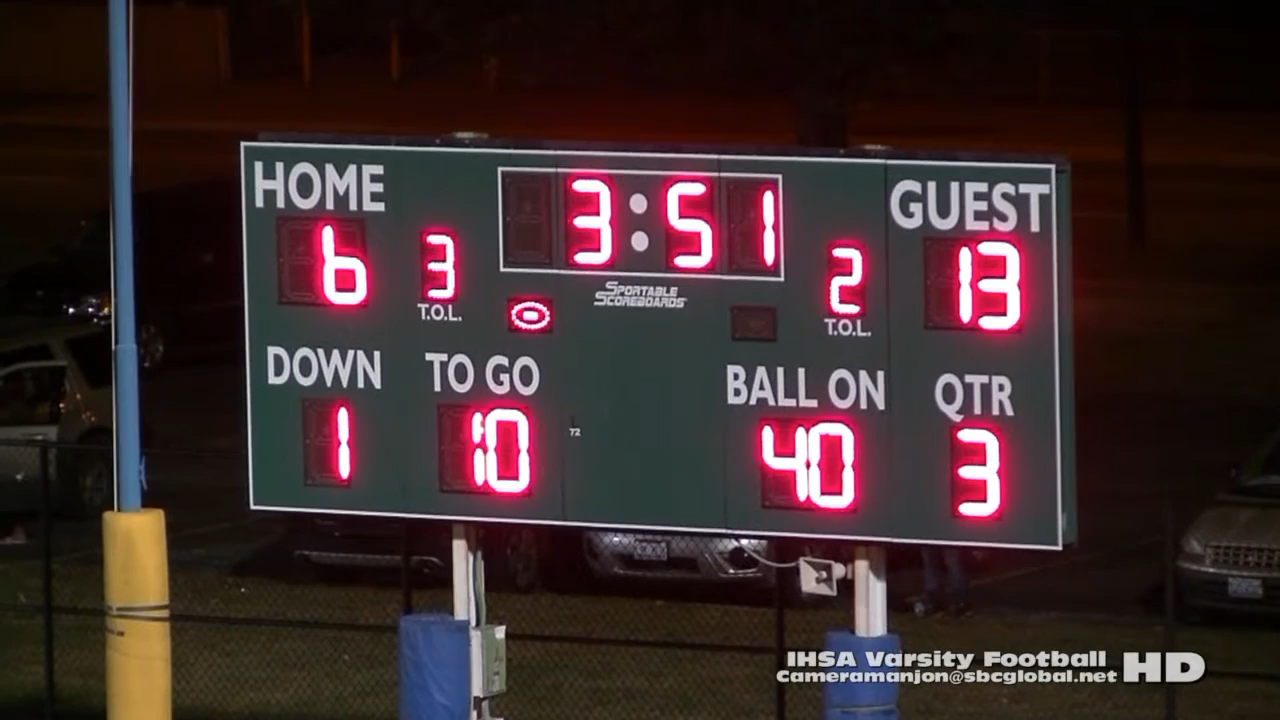 HOME 3:51 GUEST
6 3 2 13
T.O.L. SPORTABLE SCOREBOARDS T.O.L.
DOWN TO GO BALL ON QTR
1 10 72 40 3
IHSA Varsity Football HD
cameramanjon@sbcglobal.net